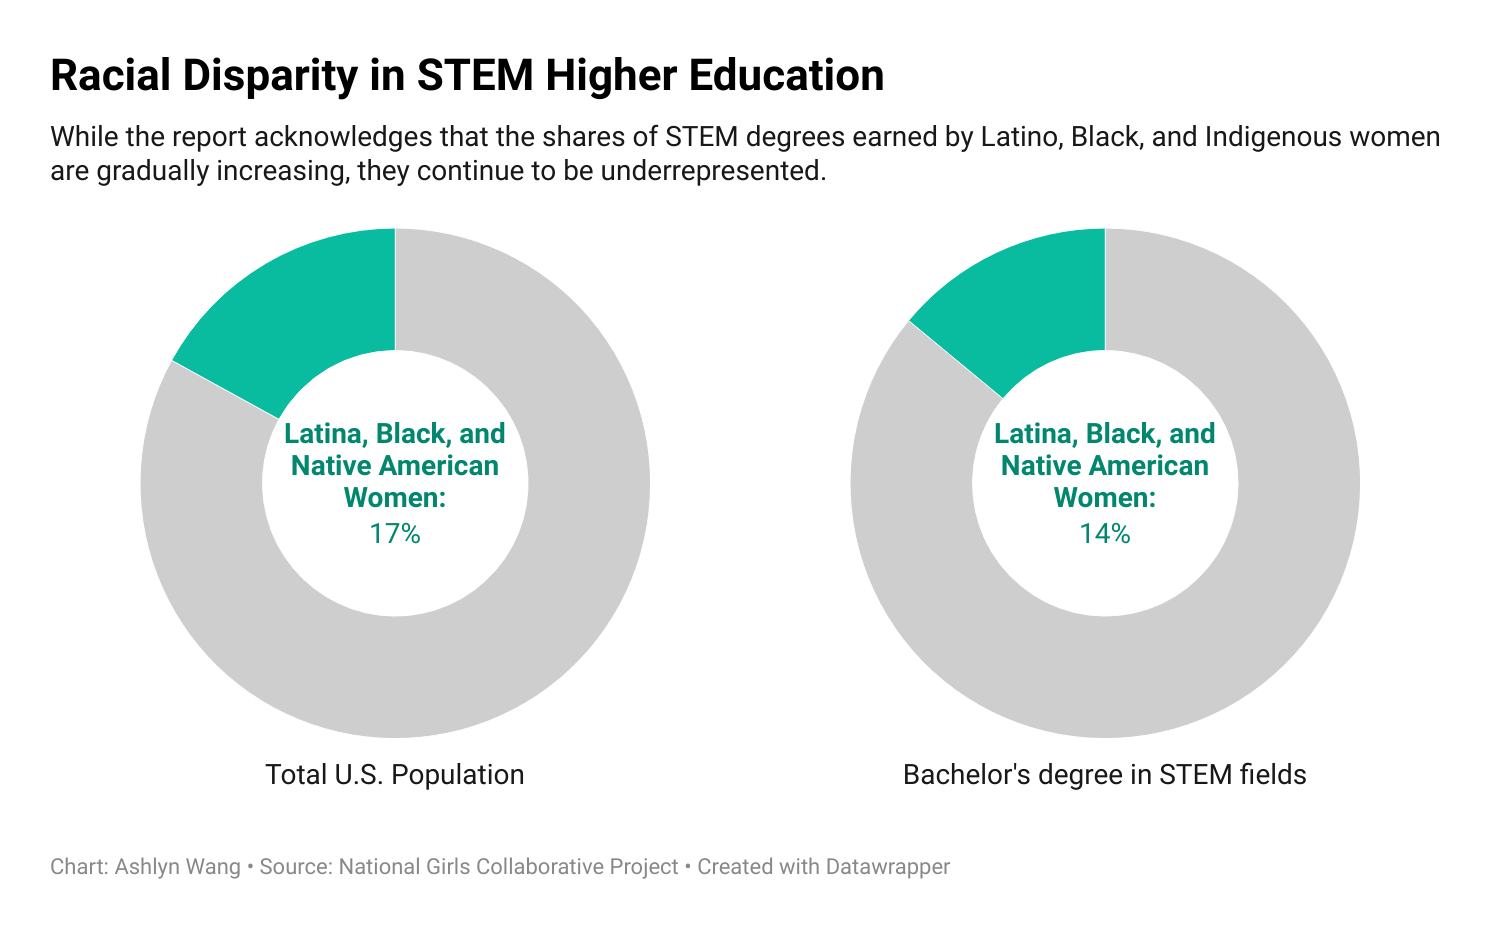 Racial Disparity in STEM Higher Education
While the report acknowledges that the shares of STEM degrees earned by Latino, Black, and Indigenous women
are gradually increasing, they continue to be underrepresented.
Latina, Black, and
Native American
Women:
17%
Total U.S. Population
Latina, Black, and
Native American
Women:
14%
Bachelor's degree in STEM fields
Chart: Ashlyn Wang • Source: National Girls Collaborative Project • Created with Datawrapper